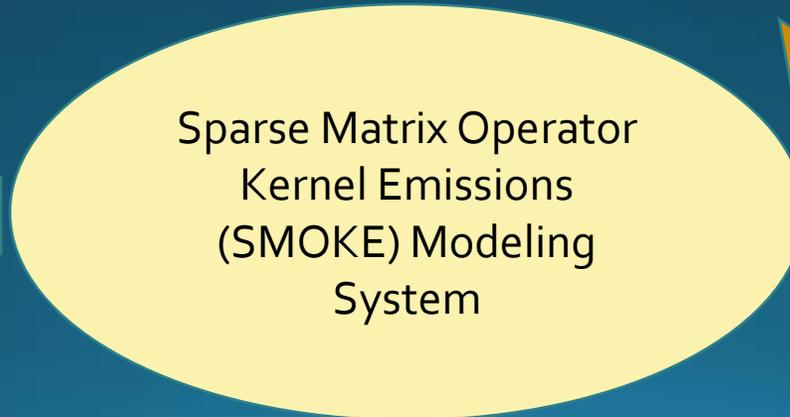 Sparse Matrix Operator
Kernel Emissions
(SMOKE) Modeling
System